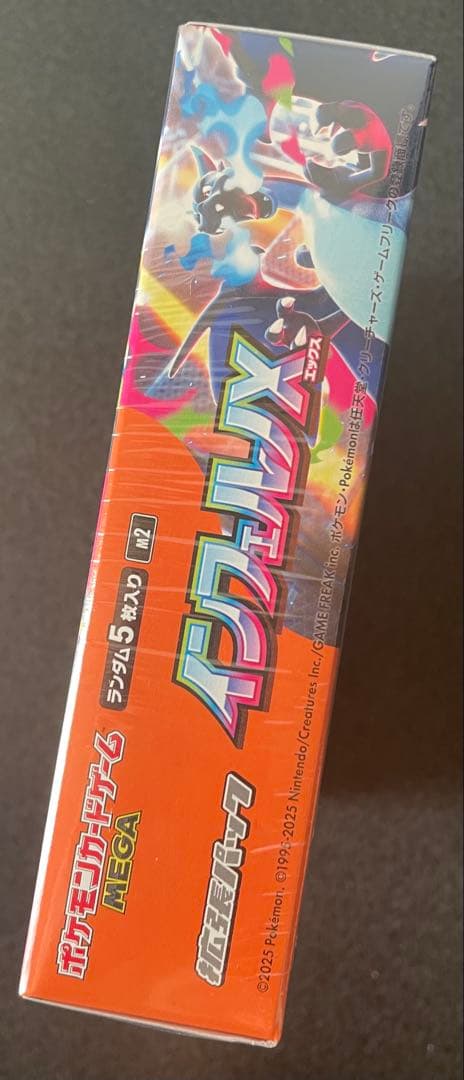 ポケモンカードゲーム
MEGA
ランダム5枚入り
M2
拡張パック
インフェルノX
エックス
©2025 Pokémon. ©1995-2025 Nintendo/Creatures Inc./GAME FREAK inc. ポケモン・Pokémonは任天堂・クリーチャーズ・ゲームフリークの登録商標です。